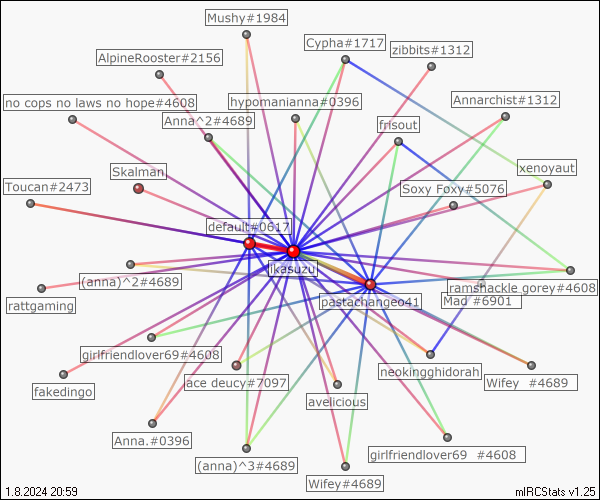 Mushy#1984
Cypha#1717
zibbits#1312
AlpineRooster#2156
no cops no laws no hope#4608
hypomanianna#0396
Annarchist#1312
Anna^2#4689
frisout
Skalman
xenoyaut
Toucan#2473
Soxy Foxy#5076
default#0617
ikasuzu
(anna)^2#4689
rattgaming
ramshackle gorey#4608
pastachangeo41
Mad #6901
girlfriendlover69#4608
neokingghidorah
ace deucy#7097
Wifey #4689
fakedingo
avelicious
Anna.#0396
girlfriendlover69 #4608
(anna)^3#4689
Wifey#4689
1.8.2024 20:59
mIRCStats v1.25